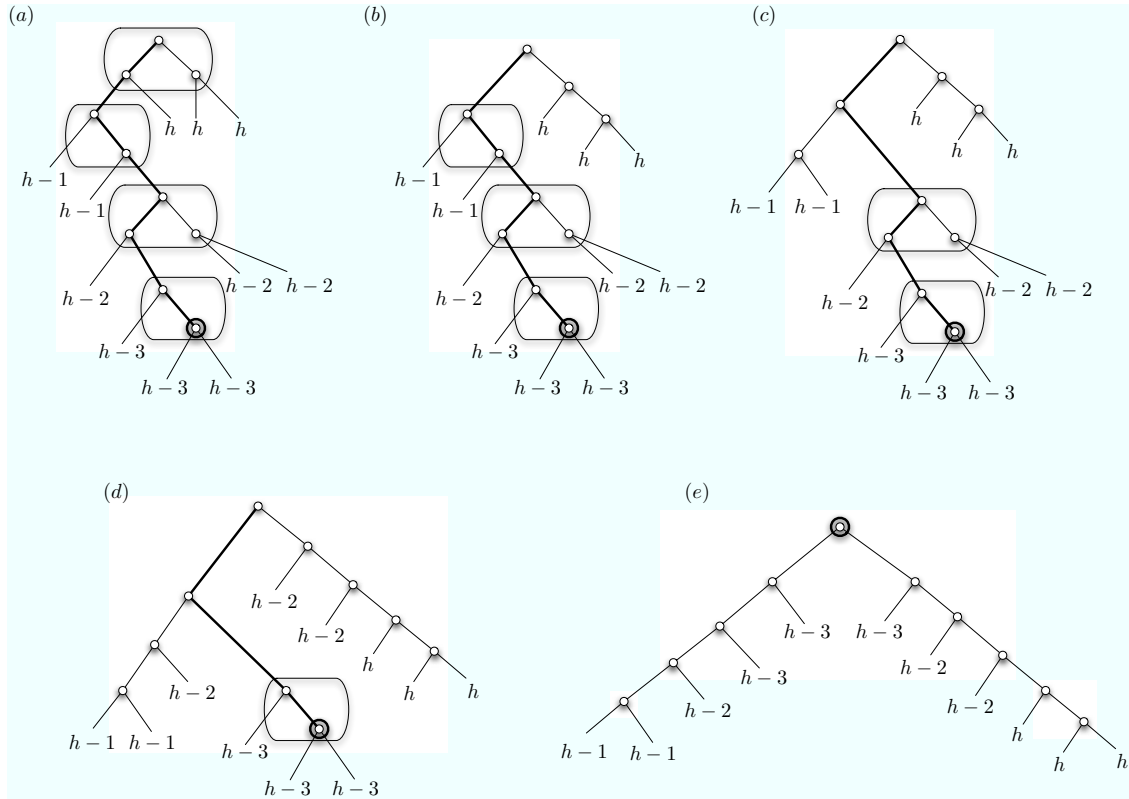 (a)
(b)
(c)
h h h
h h h
h h h
h − 1
h − 1
h − 1
h − 1
h − 1 h − 1
h − 2 h − 2 h − 2
h − 2 h − 2 h − 2
h − 2 h − 2 h − 2
h − 3
h − 3
h − 3
h − 3 h − 3
h − 3 h − 3
h − 3 h − 3
(d)
(e)
h − 2
h − 2
h
h
h
h − 2
h − 1 h − 1
h − 3
h − 3 h − 3
h − 3 h − 3
h − 3
h − 2
h − 2
h − 2
h − 1 h − 1
h
h
h